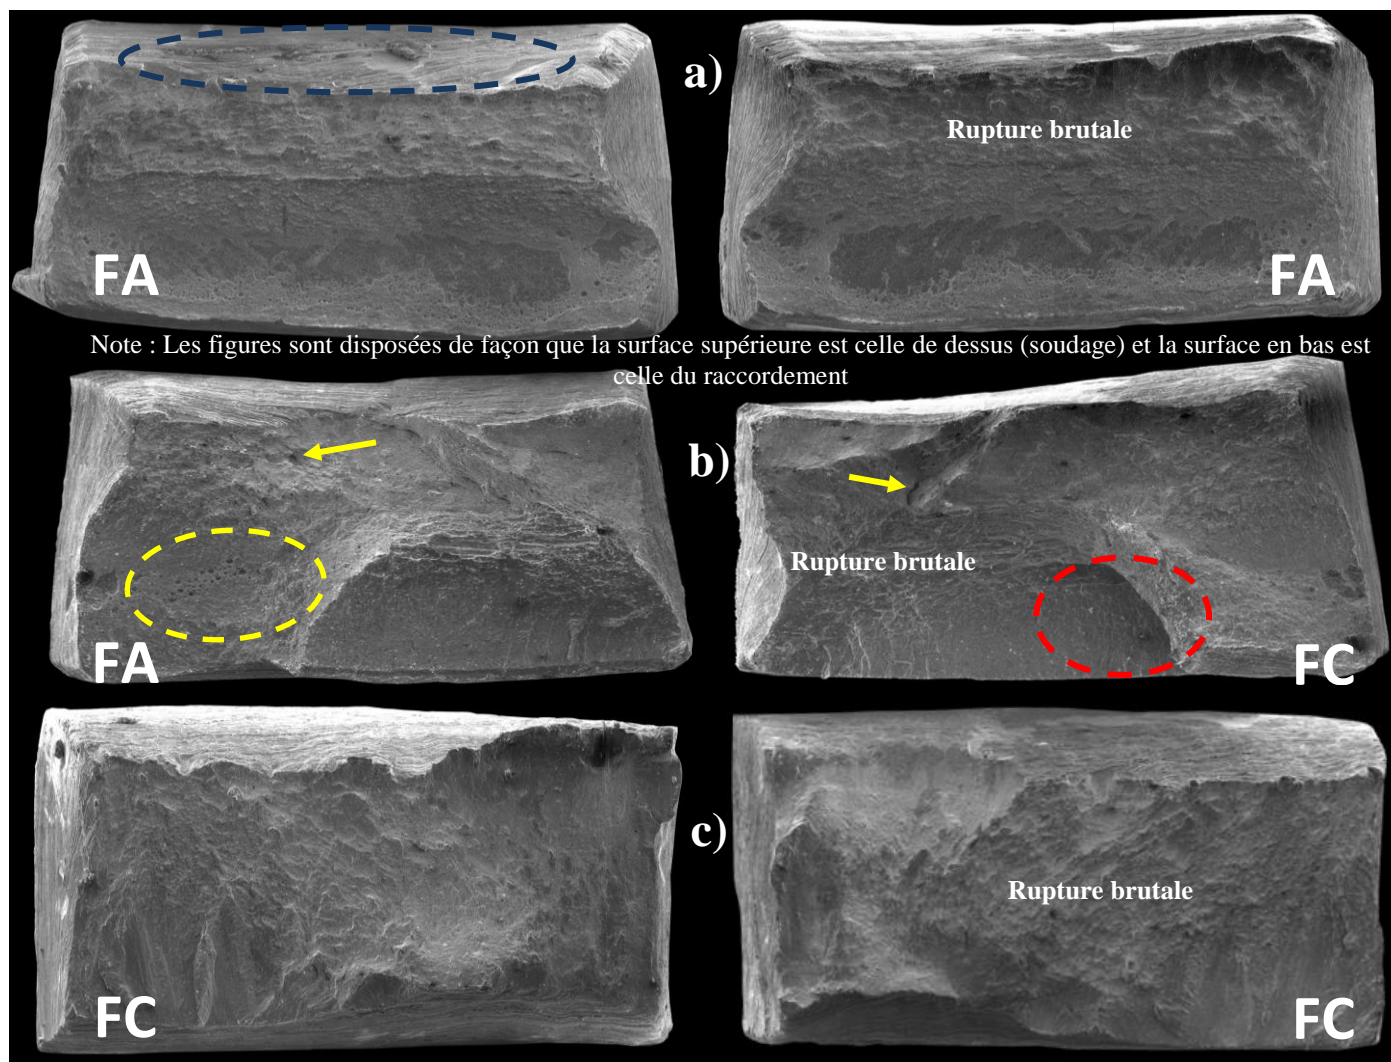 a)
Rupture brutale
FA
FA
Note : Les figures sont disposées de façon que la surface supérieure est celle de dessus (soudage) et la surface en bas est
celle du raccordement
b)
Rupture brutale
FA
FC
c)
Rupture brutale
FC
FC